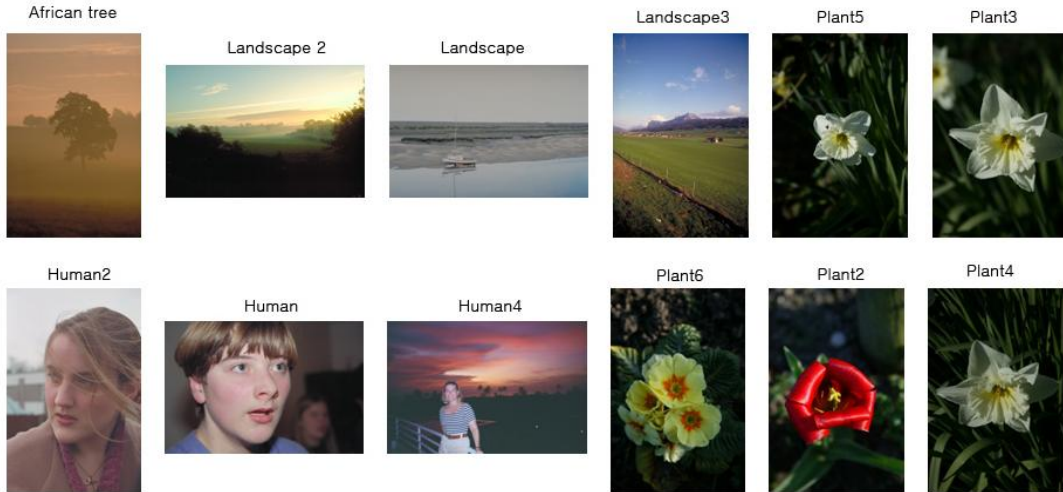 African tree
Landscape 2
Landscape
Landscape3
Plant5
Plant3
Human2
Human
Human4
Plant6
Plant2
Plant4